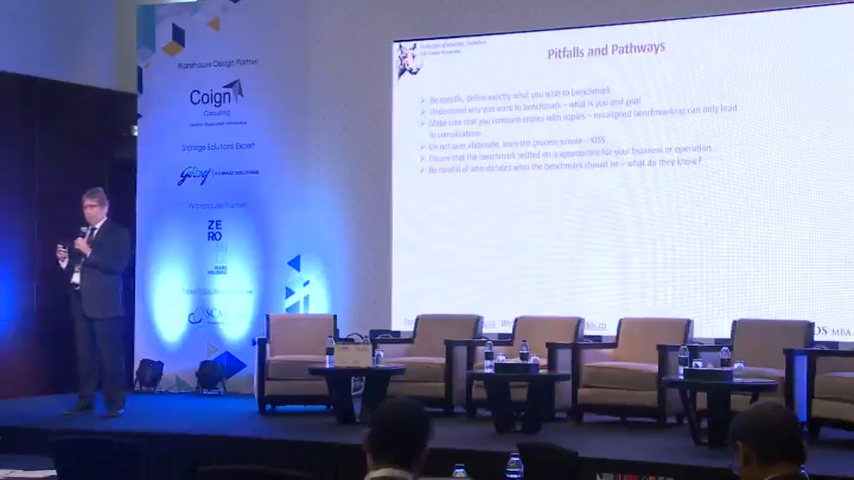 Warehouse Design Partner
Coign
Consulting
Storage Solutions Expert
Godrej | STORAGE SOLUTIONS
Warehouse Partner
ZE
RO
Pitfalls and Pathways
Be specific, define exactly what you wish to benchmark
Understand why you want to benchmark – what is you end goal
Make sure that you compare apples with apples – misaligned benchmarking can only lead
to complications
Do not over elaborate, keep the process simple – KISS
Ensure that the benchmark settled on is appropriate for your business or operation
Be careful of who dictates what the benchmark should be – what do they know?
MBA